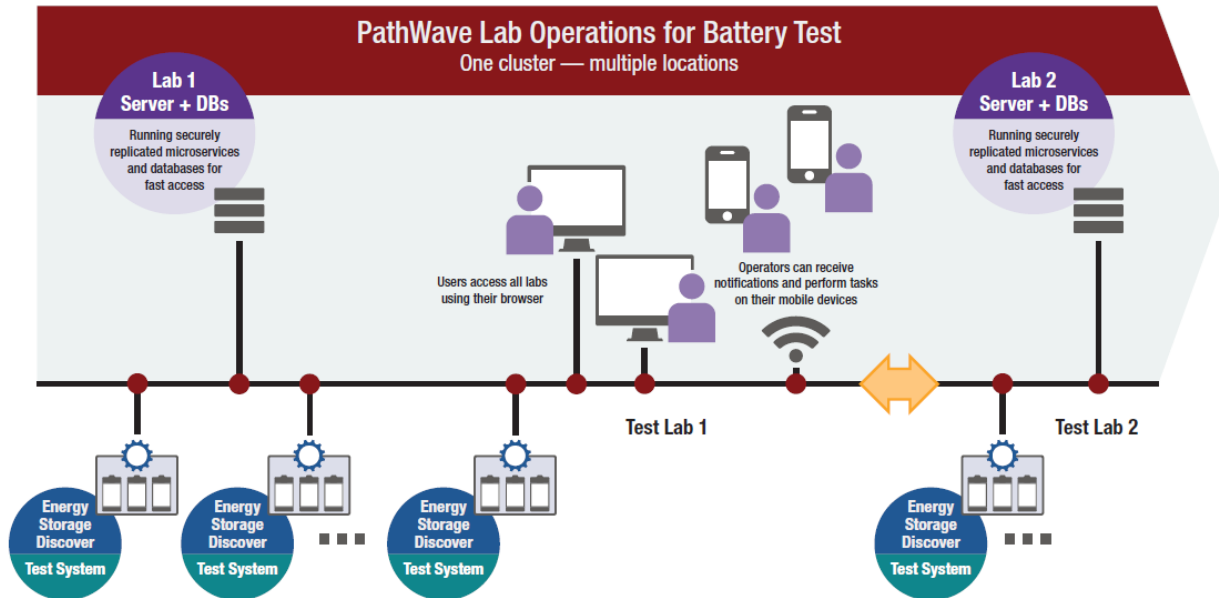 PathWave Lab Operations for Battery Test
One cluster — multiple locations
Lab 1
Server + DBs
Running securely
replicated microservices
and databases for
fast access
Lab 2
Server + DBs
Running securely
replicated microservices
and databases for
fast access
Users access all labs
using their browser
Operators can receive
notifications and perform tasks
on their mobile devices
Test Lab 1
Test Lab 2
Energy
Storage
Discover
Test System
Energy
Storage
Discover
Test System
Energy
Storage
Discover
Test System
Energy
Storage
Discover
Test System